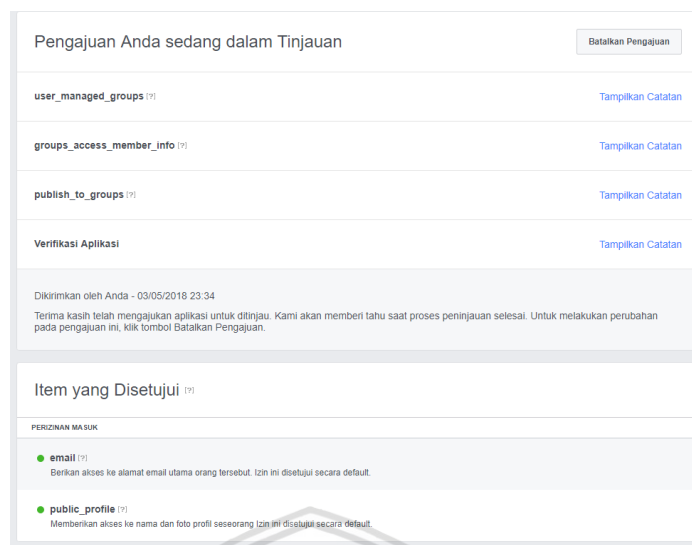 Pengajuan Anda sedang dalam Tinjauan
Batalkan Pengajuan
user_managed_groups [?]
Tampilkan Catatan
groups_access_member_info [?]
Tampilkan Catatan
publish_to_groups [?]
Tampilkan Catatan
Verifikasi Aplikasi
Tampilkan Catatan
Dikirimkan oleh Anda - 03/05/2018 23:34
Terima kasih telah mengajukan aplikasi untuk ditinjau. Kami akan memberi tahu saat proses peninjauan selesai. Untuk melakukan perubahan
pada pengajuan ini, klik tombol Batalkan Pengajuan.
Item yang Disetujui [?]
PERIZINAN MASUK
email [?]
Berikan akses ke alamat email utama orang tersebut. Izin ini disetujui secara default.
public_profile [?]
Memberikan akses ke nama dan foto profil seseorang Izin ini disetujui secara default.